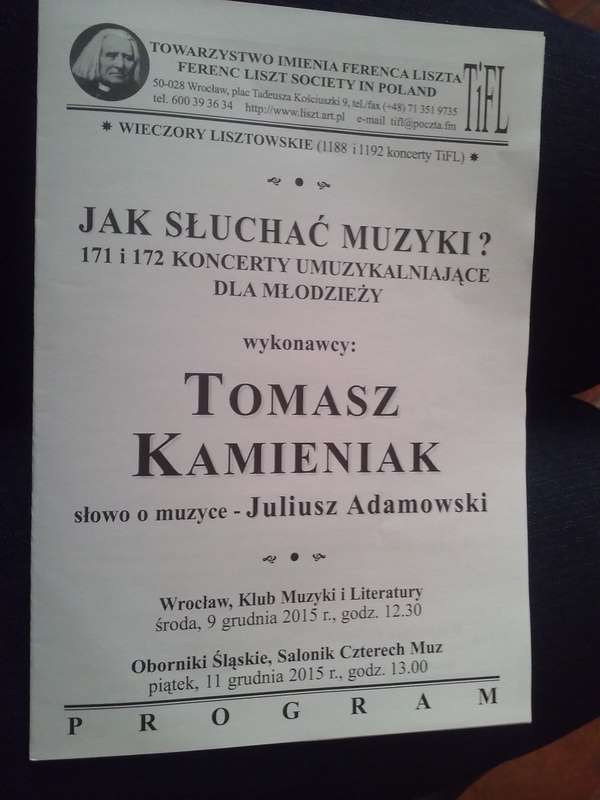 TOWARZYSTWO IMIENIA FERENCA LISZTA
FERENC LISZT SOCIETY IN POLAND
50-028 Wrocław, plac Tadeusza Kościuszki 9, tel./fax (+48) 71 351 9735
tel. 600 39 36 34 http://www.liszt.art.pl e-mail tifl@poczta.fm
TiFL
* WIECZORY LISZTOWSKIE (1188 i 1192 koncerty TiFL) *
JAK SŁUCHAĆ MUZYKI?
171 i 172 KONCERTY UMUZYKALNIAJĄCE
DLA MŁODZIEŻY
wykonawcy:
TOMASZ
KAMIENIAK
słowo o muzyce - Juliusz Adamowski
Wrocław, Klub Muzyki i Literatury
środa, 9 grudnia 2015 r., godz. 12.30
Oborniki Śląskie, Salonik Czterech Muz
piątek, 11 grudnia 2015 r., godz. 13.00
P R O G R A M